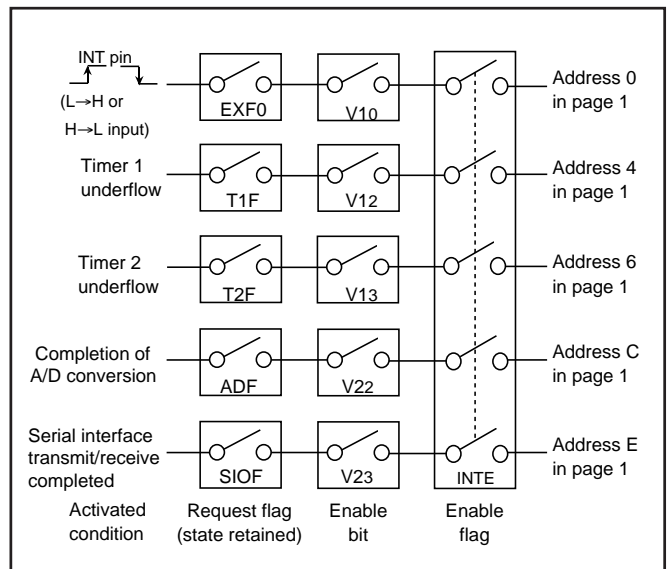 INT pin
(L→H or
H→L input)
EXF0
V10
Address 0
in page 1
Timer 1
underflow
T1F
V12
Address 4
in page 1
Timer 2
underflow
T2F
V13
Address 6
in page 1
Completion of
A/D conversion
ADF
V22
Address C
in page 1
Serial interface
transmit/receive
completed
SIOF
V23
INTE
Address E
in page 1
Activated
condition
Request flag
(state retained)
Enable
bit
Enable
flag